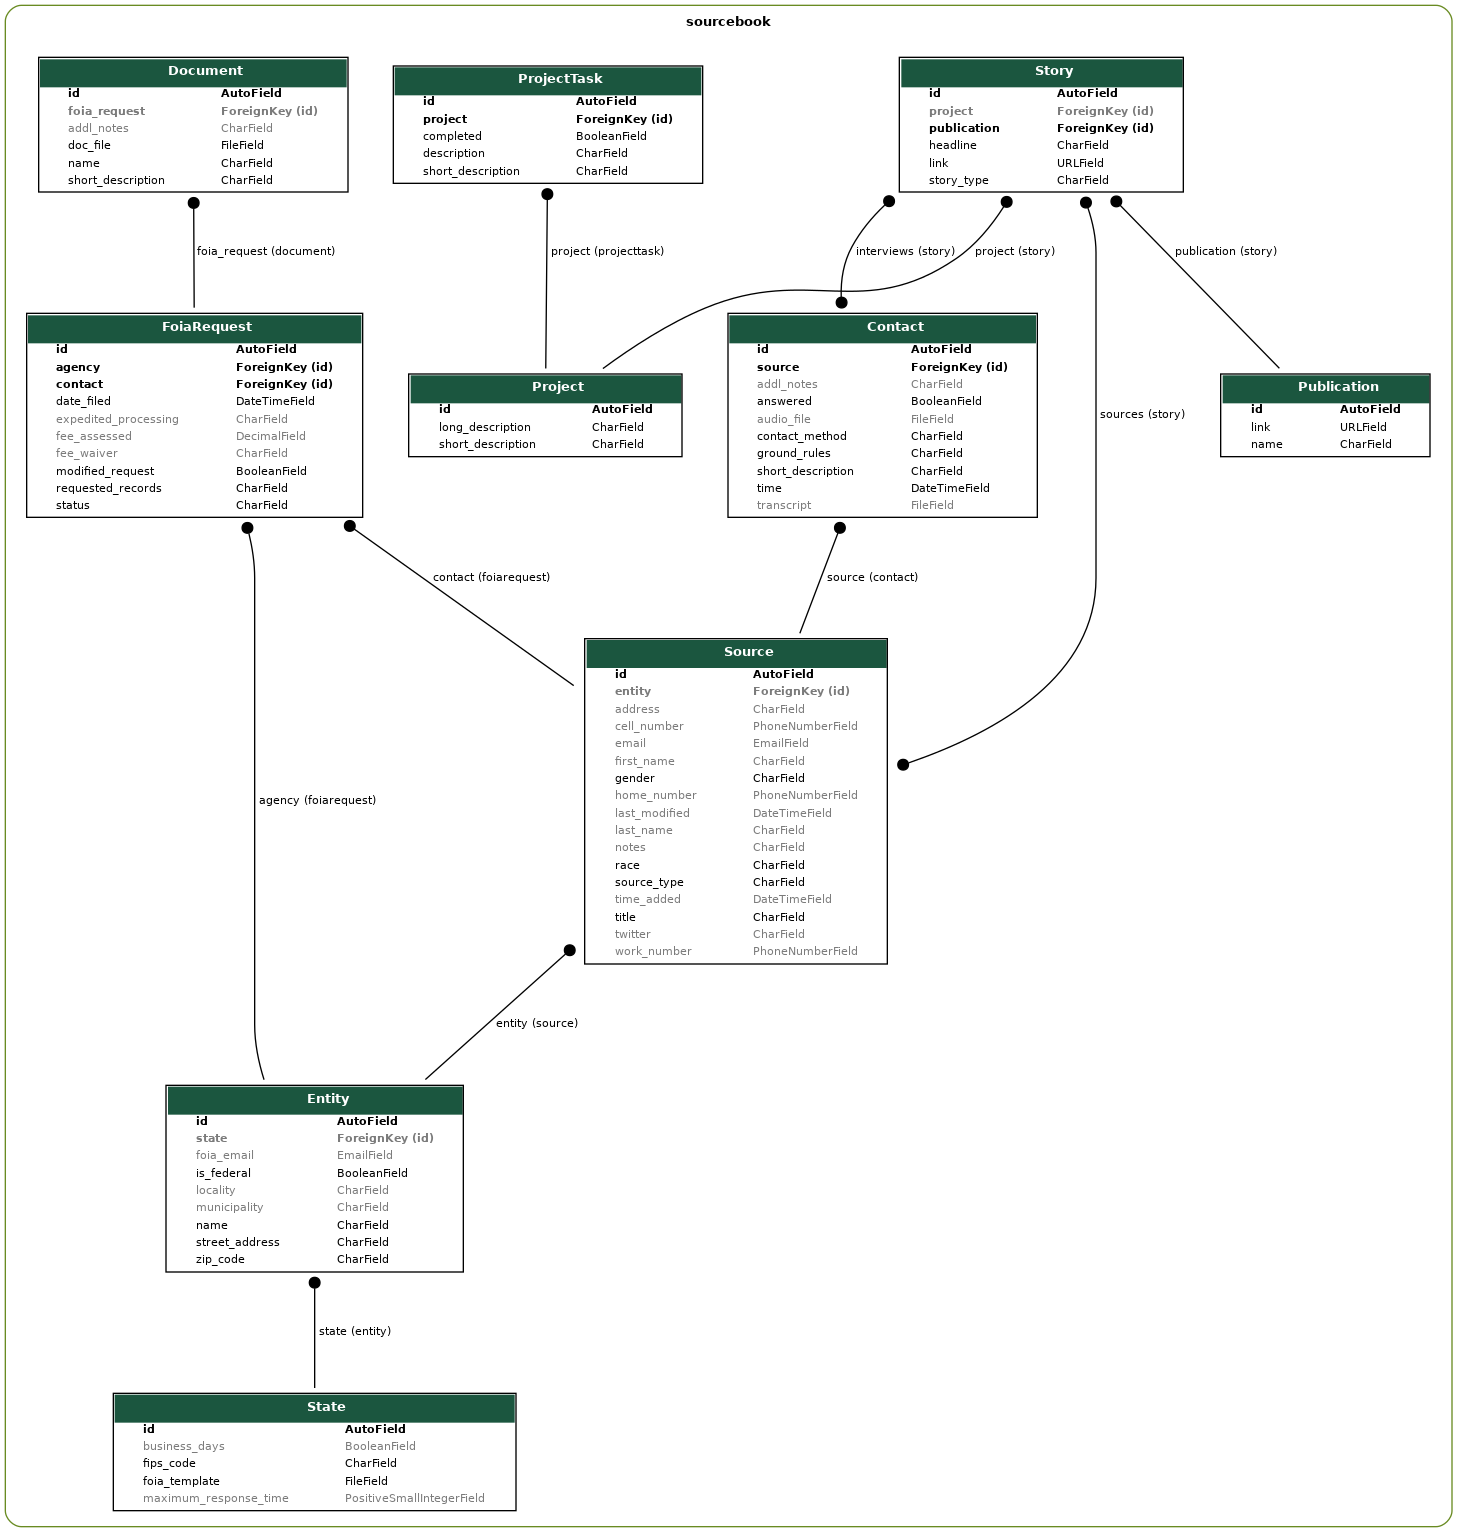 sourcebook
Document
id AutoField
foia_request ForeignKey (id)
addl_notes CharField
doc_file FileField
name CharField
short_description CharField
ProjectTask
id AutoField
project ForeignKey (id)
completed BooleanField
description CharField
short_description CharField
Story
id AutoField
project ForeignKey (id)
publication ForeignKey (id)
headline CharField
link URLField
story_type CharField
foia_request (document)
project (projecttask)
interviews (story)
project (story)
publication (story)
FoiaRequest
id AutoField
agency ForeignKey (id)
contact ForeignKey (id)
date_filed DateTimeField
expedited_processing CharField
fee_assessed DecimalField
fee_waiver CharField
modified_request BooleanField
requested_records CharField
status CharField
Project
id AutoField
long_description CharField
short_description CharField
Contact
id AutoField
source ForeignKey (id)
addl_notes CharField
answered BooleanField
audio_file FileField
contact_method CharField
ground_rules CharField
short_description CharField
time DateTimeField
transcript FileField
sources (story)
Publication
id AutoField
link URLField
name CharField
contact (foiarequest)
source (contact)
Source
id AutoField
entity ForeignKey (id)
address CharField
cell_number PhoneNumberField
email EmailField
first_name CharField
gender CharField
home_number PhoneNumberField
last_modified DateTimeField
last_name CharField
notes CharField
race CharField
source_type CharField
time_added DateTimeField
title CharField
twitter CharField
work_number PhoneNumberField
agency (foiarequest)
entity (source)
Entity
id AutoField
state ForeignKey (id)
foia_email EmailField
is_federal BooleanField
locality CharField
municipality CharField
name CharField
street_address CharField
zip_code CharField
state (entity)
State
id AutoField
business_days BooleanField
fips_code CharField
foia_template FileField
maximum_response_time PositiveSmallIntegerField